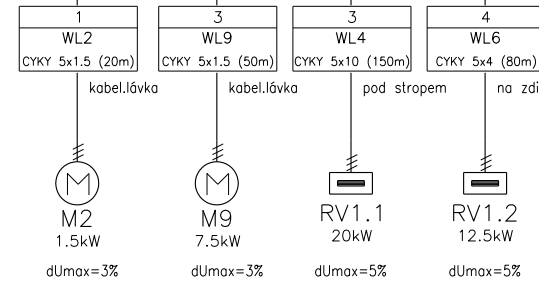 1 3 3 4
WL2 WL9 WL4 WL6
CYKY 5x1.5 (20m) CYKY 5x1.5 (50m) CYKY 5x10 (150m) CYKY 5x4 (80m)
kabel.lávka kabel.lávka pod stropem na zdi
M M
M2 M9 RV1.1 RV1.2
1.5kW 7.5kW 20kW 12.5kW
dUmax=3% dUmax=3% dUmax=5% dUmax=5%